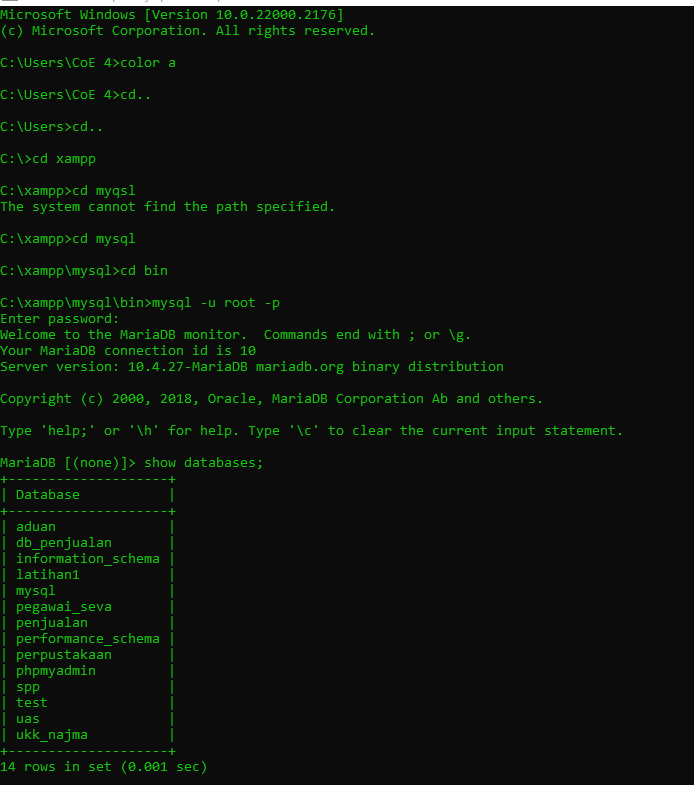 Microsoft Windows [Version 10.0.22000.2176]
(c) Microsoft Corporation. All rights reserved.
C:\Users\CoE 4>color a
C:\Users\CoE 4>cd..
C:\Users>cd..
C:\>cd xampp
C:\xampp>cd myqsl
The system cannot find the path specified.
C:\xampp>cd mysql
C:\xampp\mysql>cd bin
C:\xampp\mysql\bin>mysql -u root -p
Enter password:
Welcome to the MariaDB monitor.  Commands end with ; or \g.
Your MariaDB connection id is 10
Server version: 10.4.27-MariaDB mariadb.org binary distribution
Copyright (c) 2000, 2018, Oracle, MariaDB Corporation Ab and others.
Type 'help;' or '\h' for help. Type '\c' to clear the current input statement.
MariaDB [(none)]> show databases;
+--------------------+
| Database           |
+--------------------+
| aduan              |
| db_penjualan       |
| information_schema |
| latihan1           |
| mysql              |
| pegawai_seva       |
| penjualan          |
| performance_schema |
| perpustakaan       |
| phpmyadmin         |
| spp                |
| test               |
| uas                |
| ukk_najma          |
+--------------------+
14 rows in set (0.001 sec)